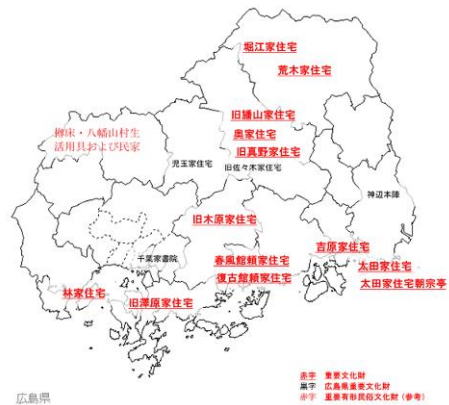 堀江家住宅
荒木家住宅
旧旙山家住宅
奥家住宅
旧真野家住宅
樽床・八幡山村生
活用具および民家
児玉家住宅
旧佐々木家住宅
神辺本陣
旧木原家住宅
千葉家書院
春風館頼家住宅
復古館頼家住宅
吉原家住宅
太田家住宅
太田家住宅朝宗亭
林家住宅
旧澤原家住宅
赤字 重要文化財
黒字 広島県重要文化財
赤字 重要有形民俗文化財（参考）
広島県